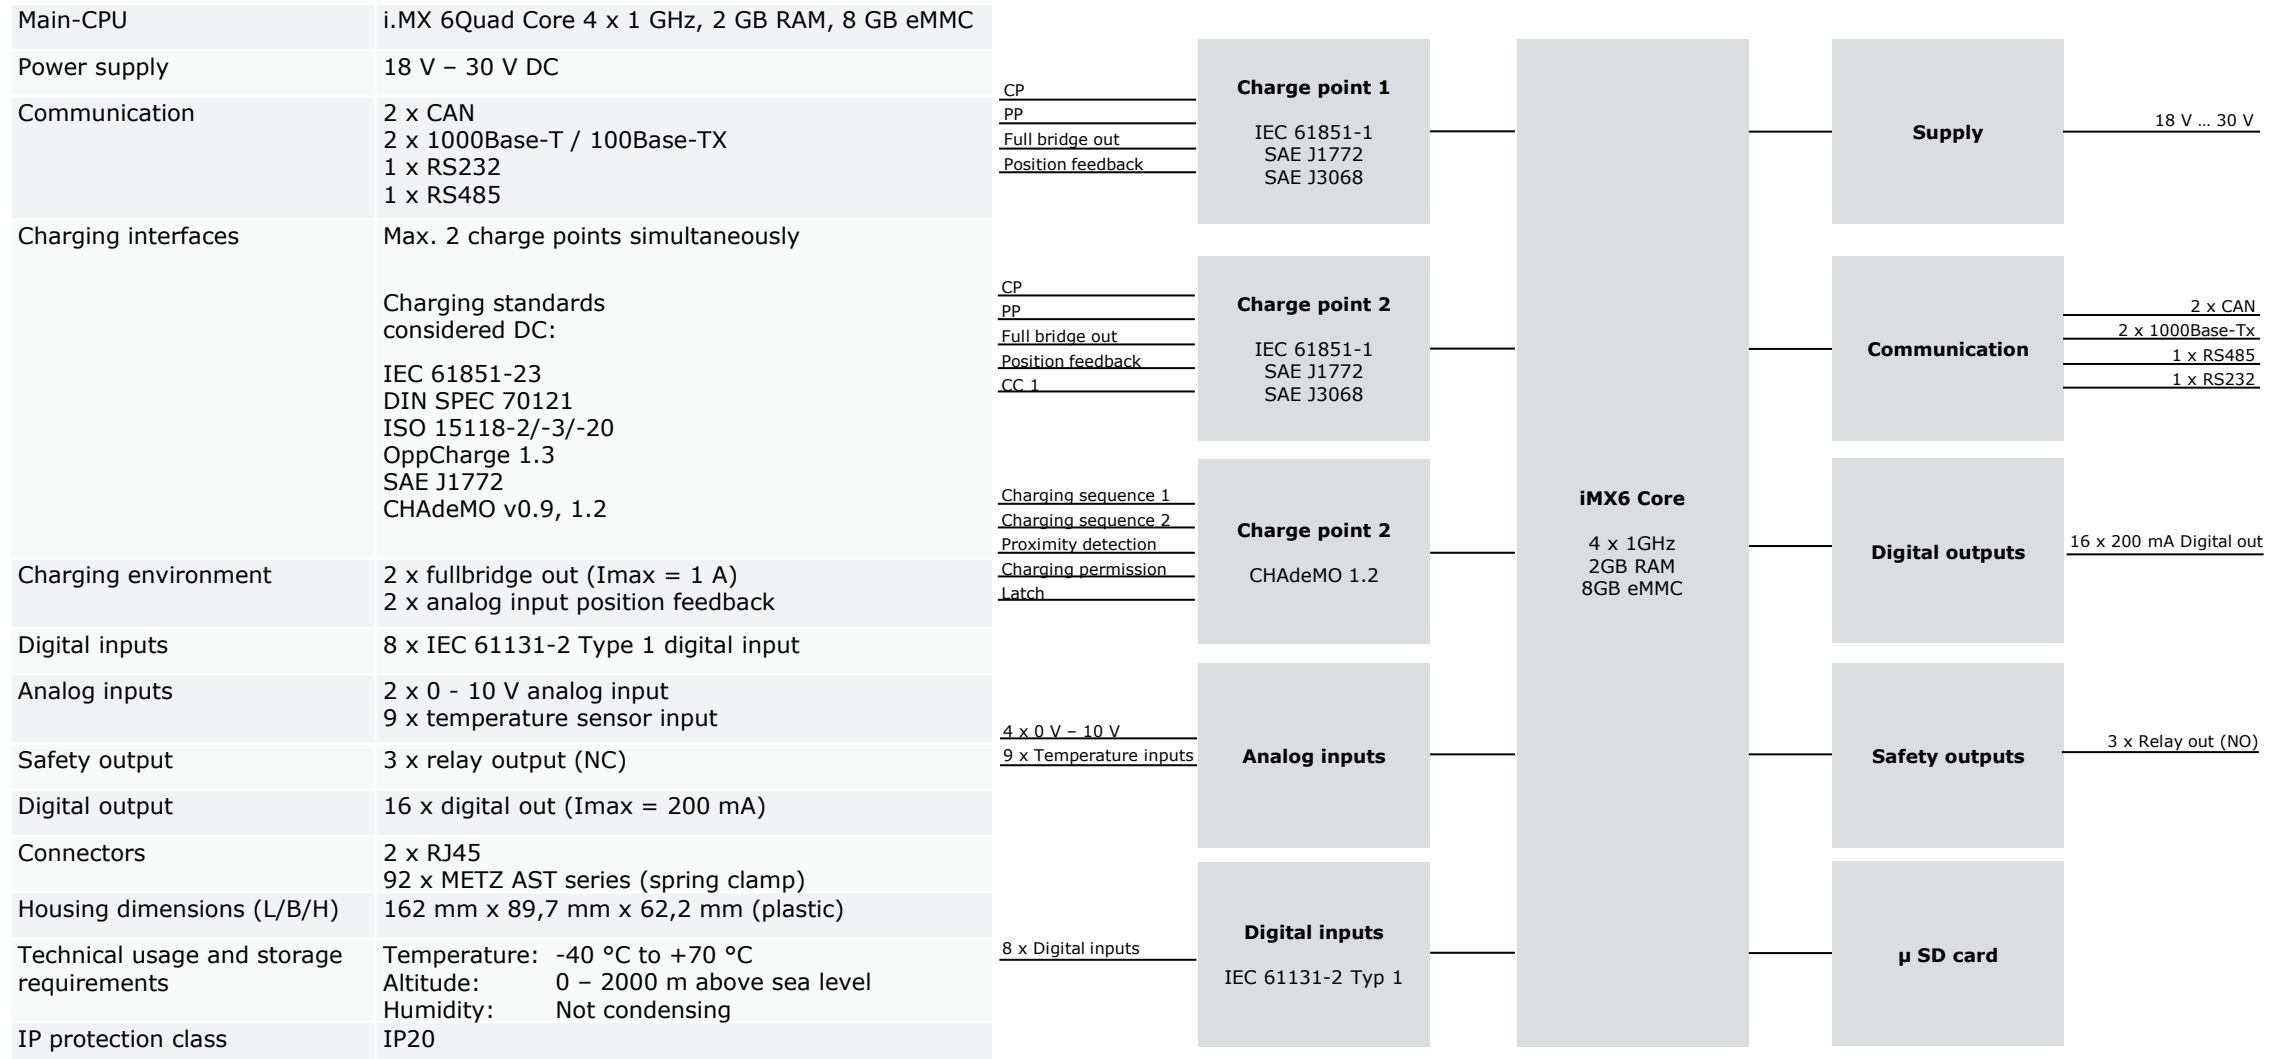 Main-CPU
i.MX 6Quad Core 4 x 1 GHz, 2 GB RAM, 8 GB eMMC
Power supply
18 V – 30 V DC
Communication
2 x CAN
2 x 1000Base-T / 100Base-TX
1 x RS232
1 x RS485
Charging interfaces
Max. 2 charge points simultaneously
Charging standards
considered DC:
IEC 61851-23
DIN SPEC 70121
ISO 15118-2/-3/-20
OppCharge 1.3
SAE J1772
CHAdeMO v0.9, 1.2
Charging environment
2 x fullbridge out (Imax = 1 A)
2 x analog input position feedback
Digital inputs
8 x IEC 61131-2 Type 1 digital input
Analog inputs
2 x 0 - 10 V analog input
9 x temperature sensor input
Safety output
3 x relay output (NC)
Digital output
16 x digital out (Imax = 200 mA)
Connectors
2 x RJ45
92 x METZ AST series (spring clamp)
Housing dimensions (L/B/H)
162 mm x 89,7 mm x 62,2 mm (plastic)
Technical usage and storage
requirements
Temperature: -40 °C to +70 °C
Altitude: 0 – 2000 m above sea level
Humidity: Not condensing
IP protection class
IP20
CP
PP
Full bridge out
Position feedback
Charge point 1
IEC 61851-1
SAE J1772
SAE J3068
CP
PP
Full bridge out
Position feedback
CC 1
Charge point 2
IEC 61851-1
SAE J1772
SAE J3068
Charging sequence 1
Charging sequence 2
Proximity detection
Charging permission
Latch
Charge point 2
CHAdeMO 1.2
4 x 0 V – 10 V
9 x Temperature inputs
Analog inputs
8 x Digital inputs
Digital inputs
IEC 61131-2 Typ 1
iMX6 Core
4 x 1GHz
2GB RAM
8GB eMMC
Supply
18 V ... 30 V
Communication
2 x CAN
2 x 1000Base-Tx
1 x RS485
1 x RS232
Digital outputs
16 x 200 mA Digital out
Safety outputs
3 x Relay out (NO)
µ SD card